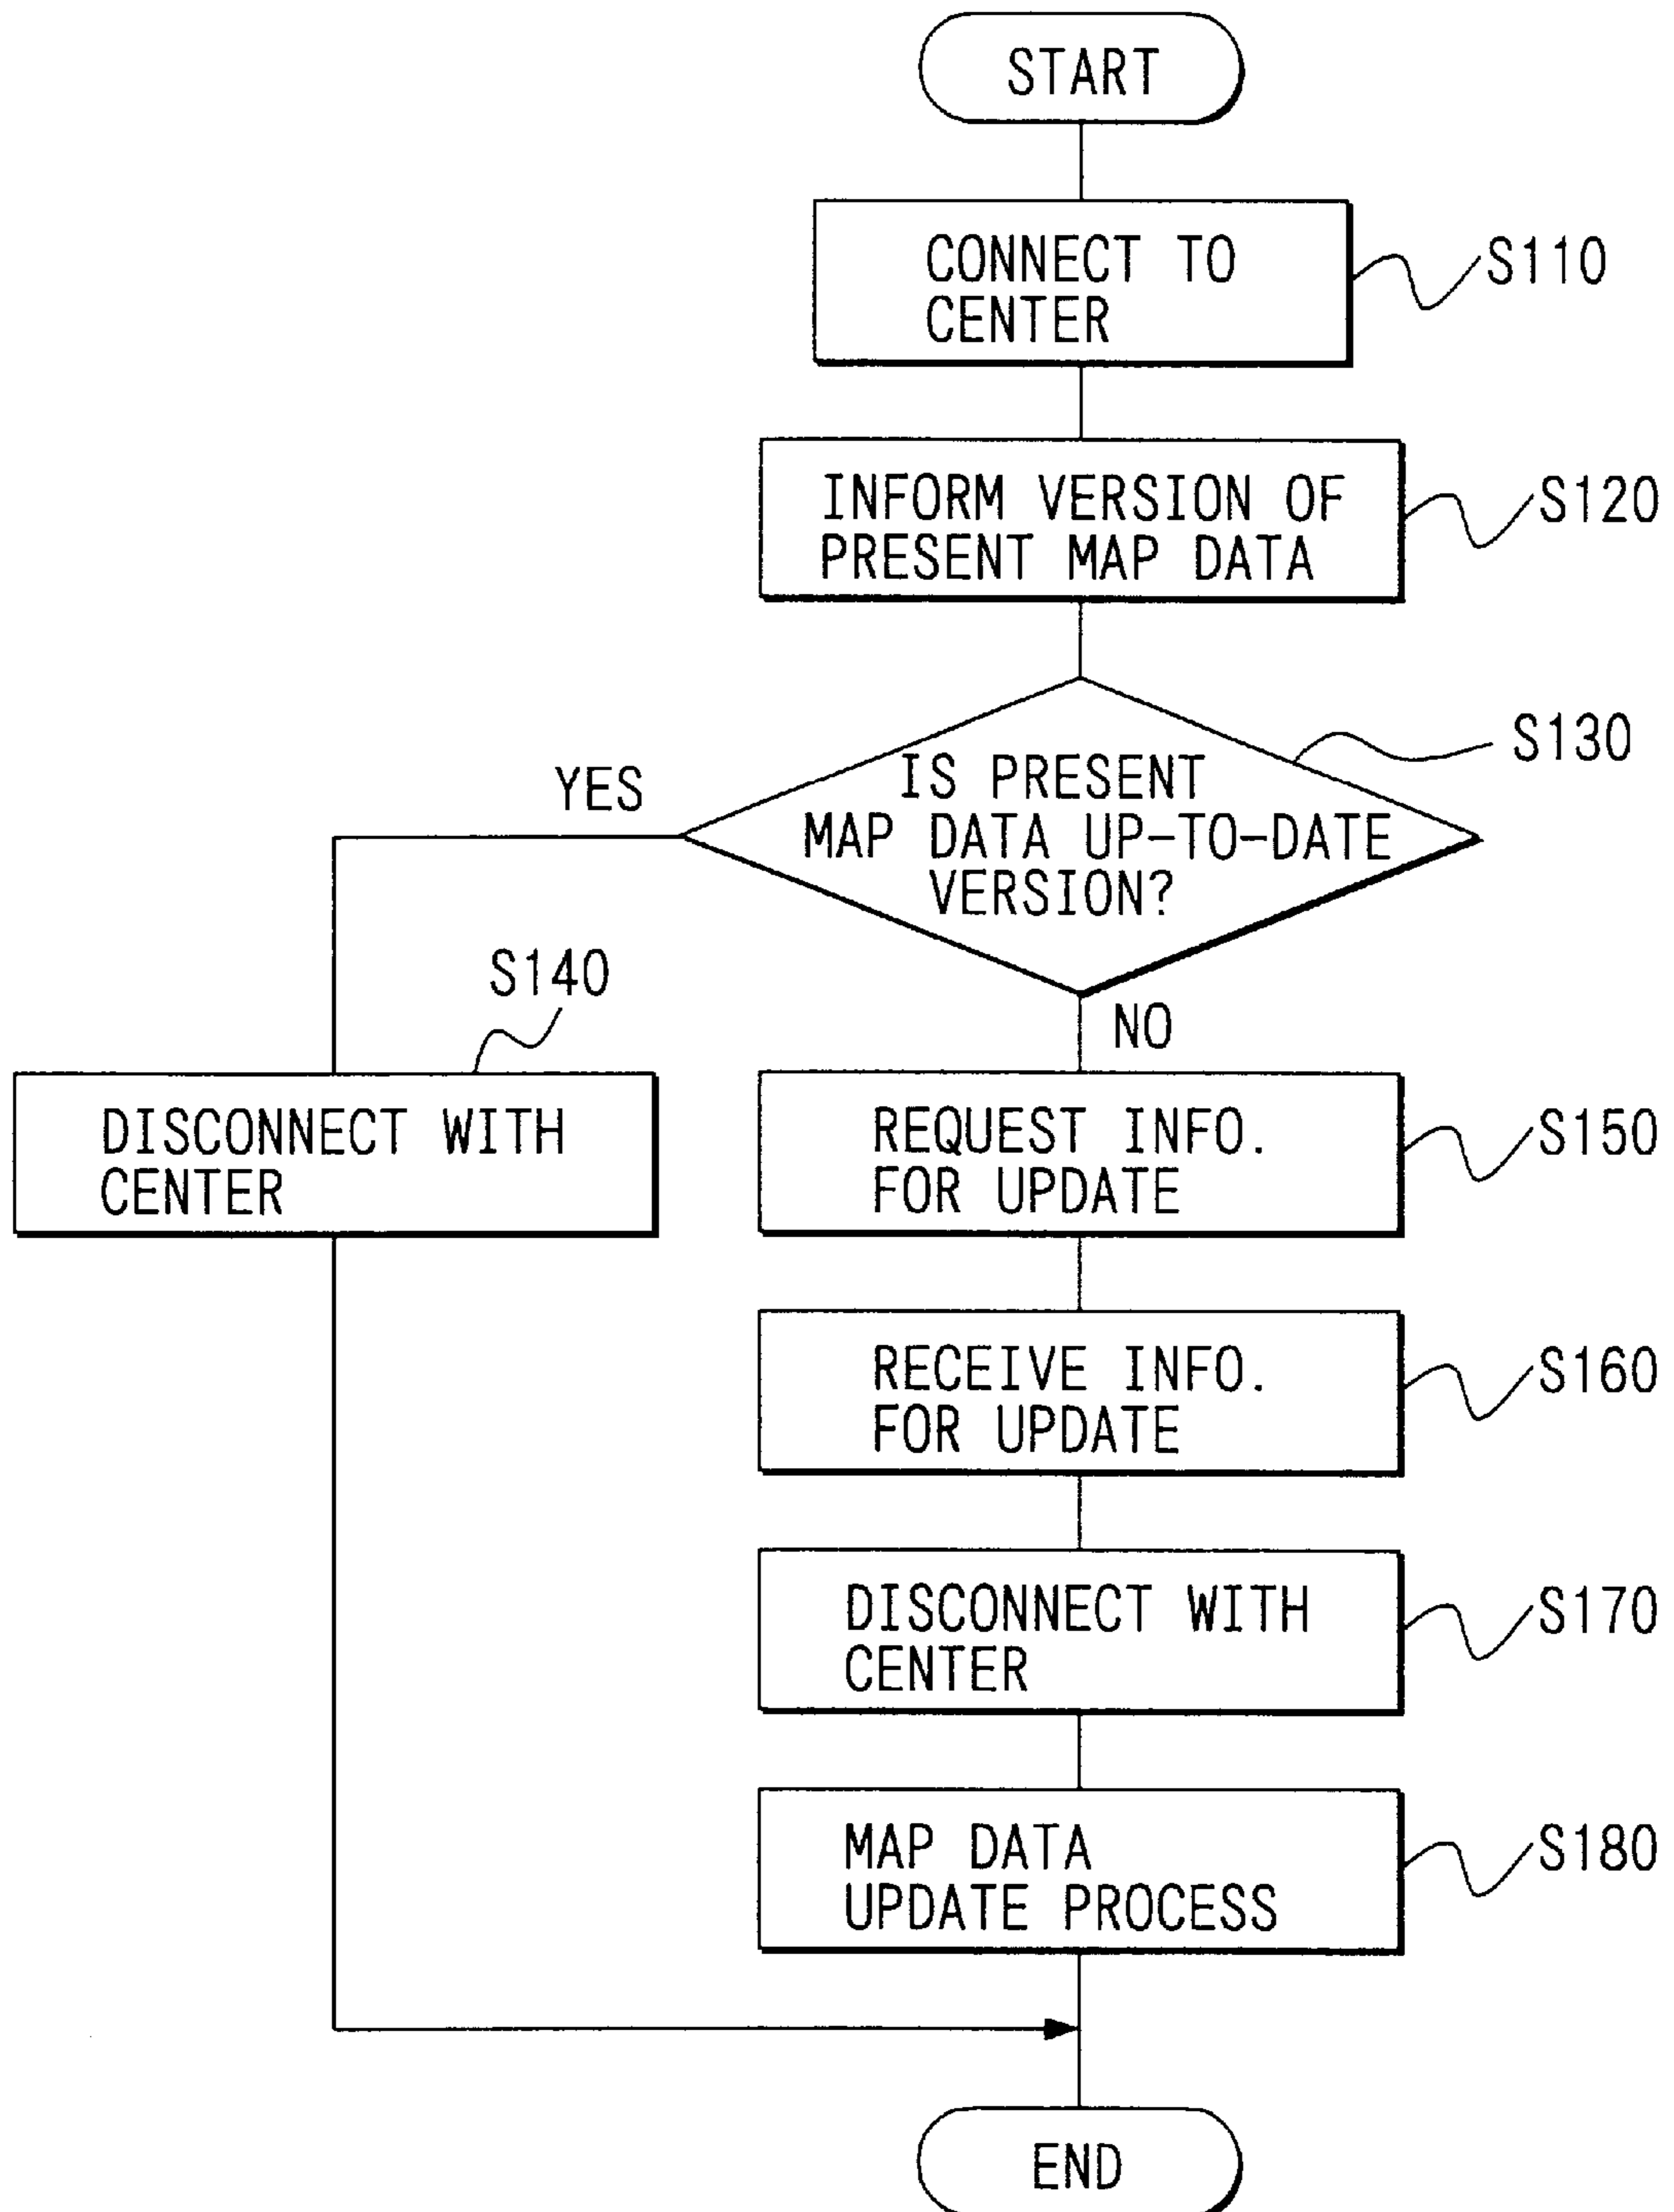 START
CONNECT TO
CENTER
S110
INFORM VERSION OF
PRESENT MAP DATA
S120
IS PRESENT
MAP DATA UP-TO-DATE
VERSION?
S130
YES
NO
S140
DISCONNECT WITH
CENTER
REQUEST INFO.
FOR UPDATE
S150
RECEIVE INFO.
FOR UPDATE
S160
DISCONNECT WITH
CENTER
S170
MAP DATA
UPDATE PROCESS
S180
END